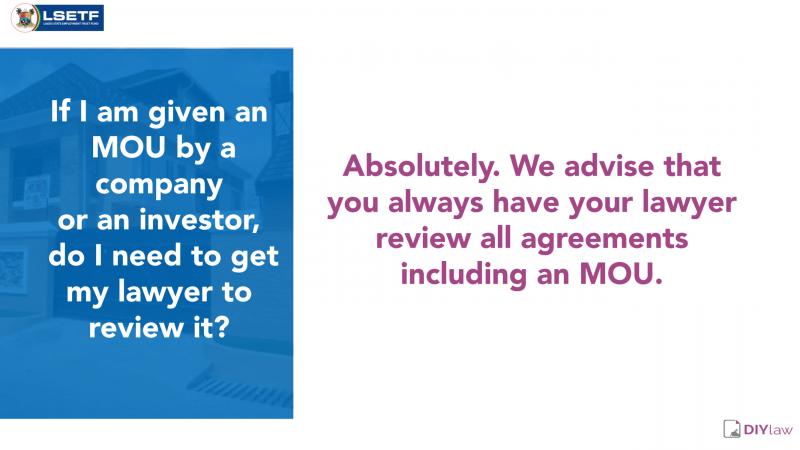 LSETF
LAGOS STATE EMPLOYMENT TRUST FUND
If I am given an
MOU by a
company
or an investor,
do I need to get
my lawyer to
review it?
Absolutely. We advise that
you always have your lawyer
review all agreements
including an MOU.
DIYlaw